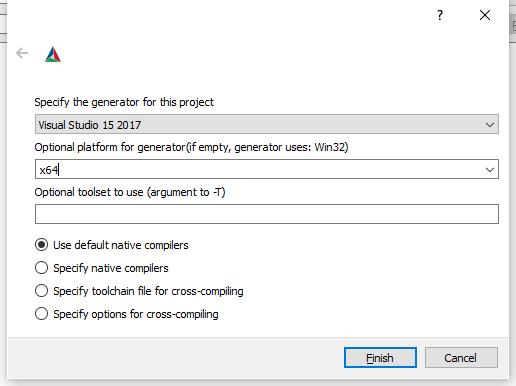 ?
Specify the generator for this project
Visual Studio 15 2017
Optional platform for generator(if empty, generator uses: Win32)
x64
Optional toolset to use (argument to -T)
Use default native compilers
Specify native compilers
Specify toolchain file for cross-compiling
Specify options for cross-compiling
Finish Cancel